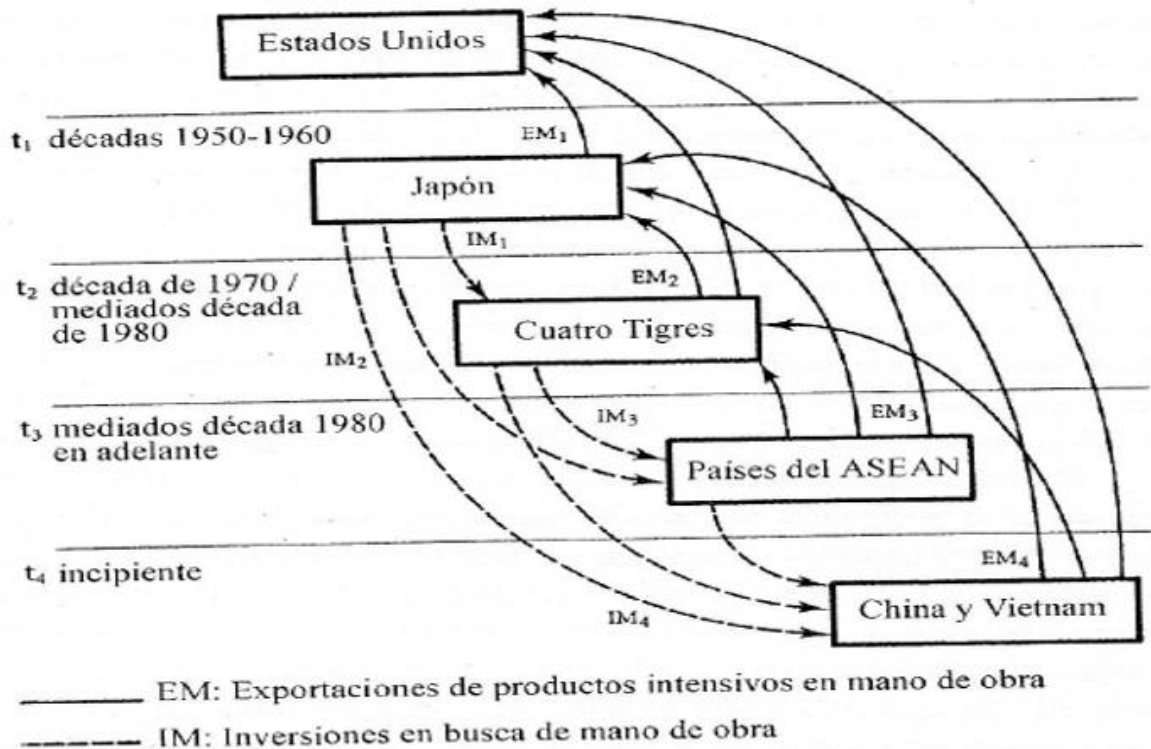 Estados Unidos
t₁ décadas 1950-1960
EM₁
Japón
IM₁
t₂ década de 1970 /
mediados década
de 1980
EM₂
Cuatro Tigres
IM₂
t₃ mediados década 1980
en adelante
IM₃
EM₃
Países del ASEAN
t₄ incipiente
EM₄
China y Vietnam
IM₄
EM: Exportaciones de productos intensivos en mano de obra
IM: Inversiones en busca de mano de obra